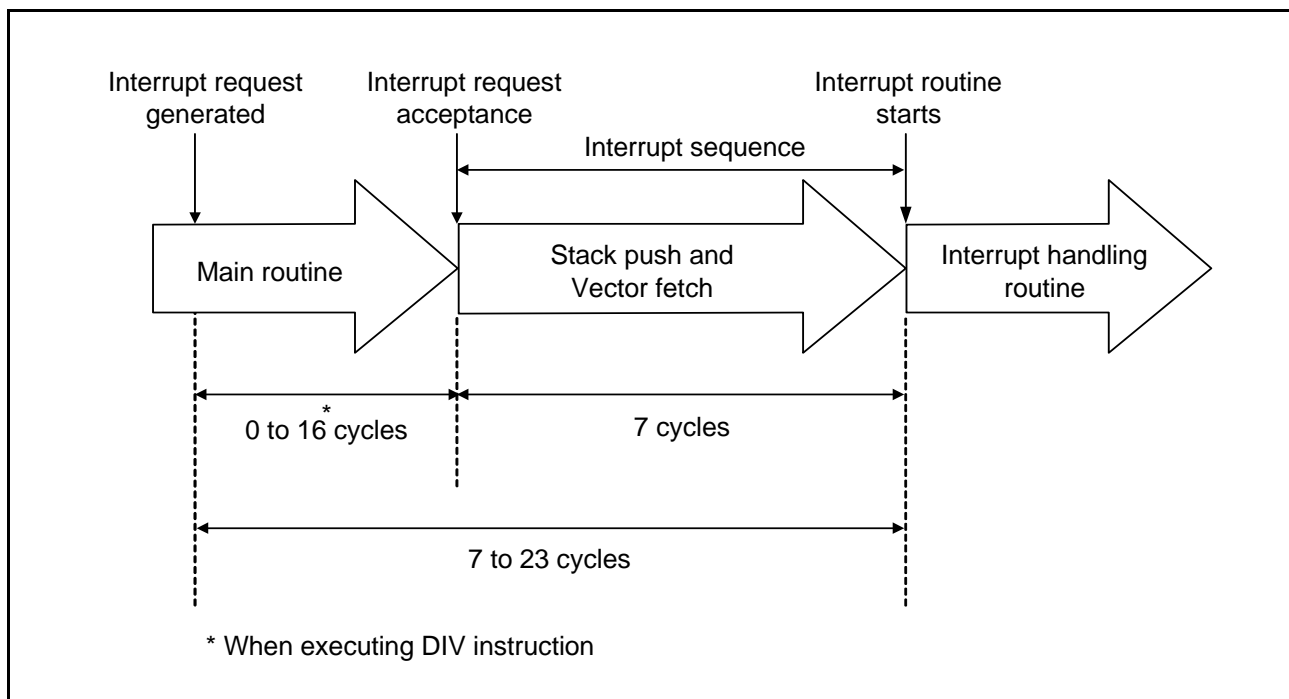 Interrupt request
generated
Interrupt request
acceptance
Interrupt routine
starts
Interrupt sequence
Main routine
Stack push and
Vector fetch
Interrupt handling
routine
*
0 to 16 cycles
7 cycles
7 to 23 cycles
* When executing DIV instruction